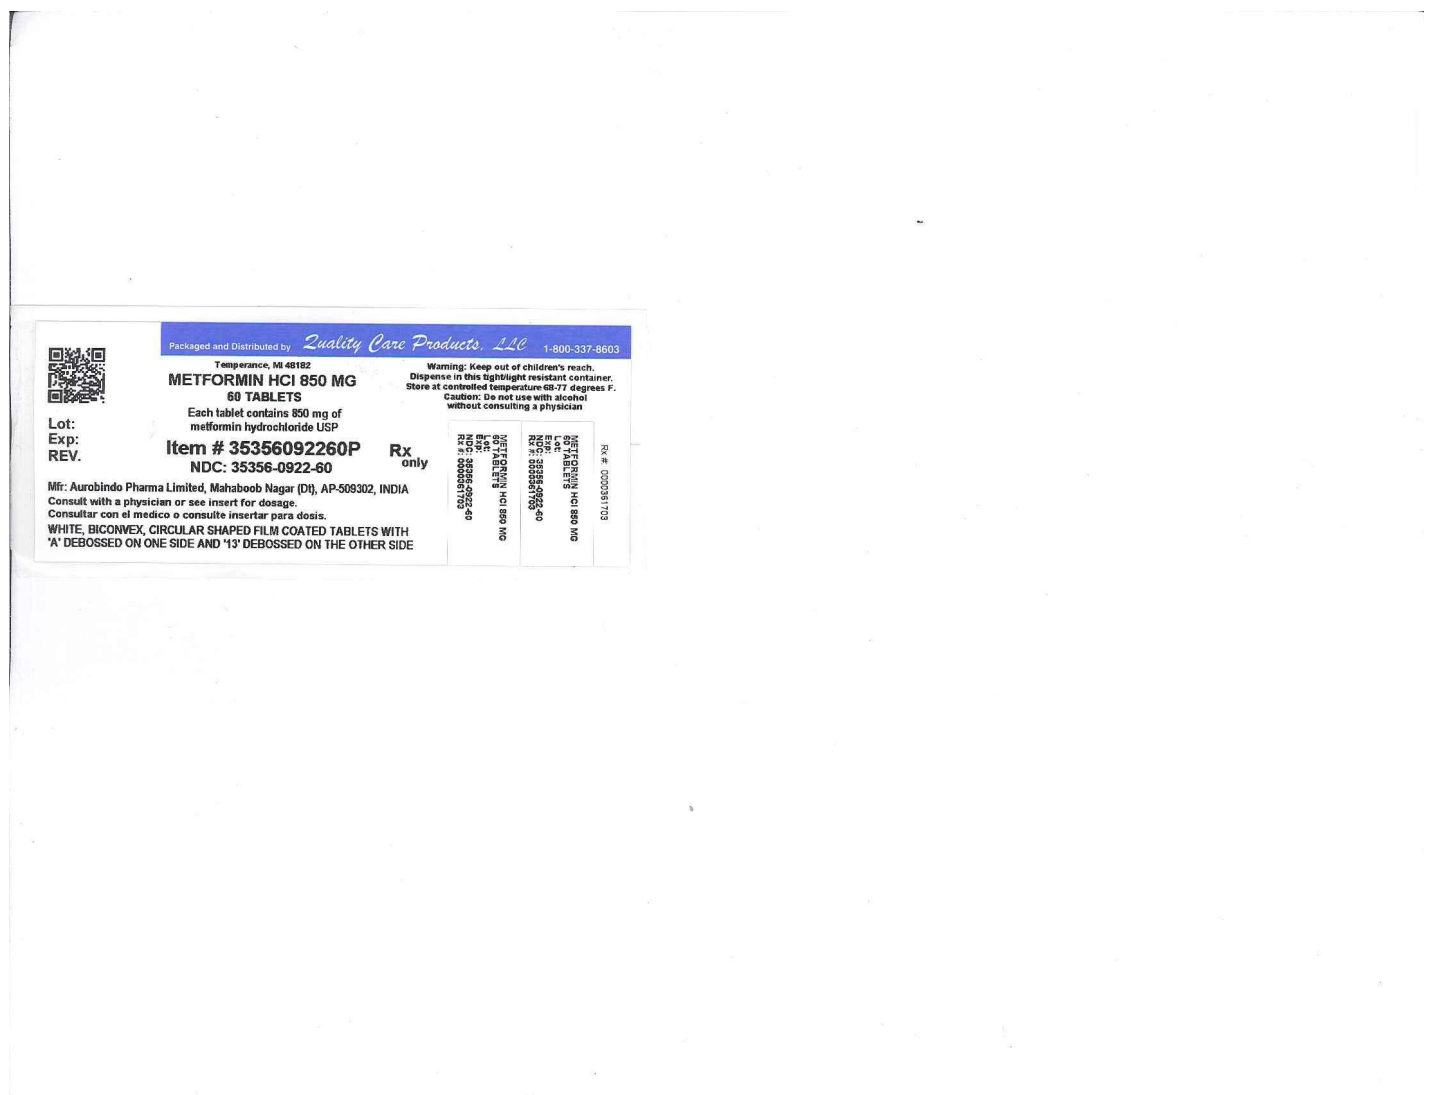 Packaged and Distributed by Quality Care Products, LLC 1-800-337-8603
Temperance, MI 48182
METFORMIN HCl 850 MG
60 TABLETS
Each tablet contains 850 mg of
metformin hydrochloride USP
Item # 35356092260P
NDC: 35356-0922-60
Rx
only
Warning: Keep out of children's reach.
Dispense in this tight/light resistant container.
Store at controlled temperature 68-77 degrees F.
Caution: Do not use with alcohol
without consulting a physician
Lot:
Exp:
REV.
Mfr: Aurobindo Pharma Limited, Mahaboob Nagar (Dt), AP-509302, INDIA
Consult with a physician or see insert for dosage.
Consultar con el medico o consulte insertar para dosis.
WHITE, BICONVEX, CIRCULAR SHAPED FILM COATED TABLETS WITH
'A' DEBOSSED ON ONE SIDE AND '13' DEBOSSED ON THE OTHER SIDE
METFORMIN HCl 850 MG
60 TABLETS
Lot:
Exp:
NDC: 35356-0922-60
Rx #: 0000361703
METFORMIN HCl 850 MG
60 TABLETS
Lot:
Exp:
NDC: 35356-0922-60
Rx #: 0000361703
Rx #: 0000361703